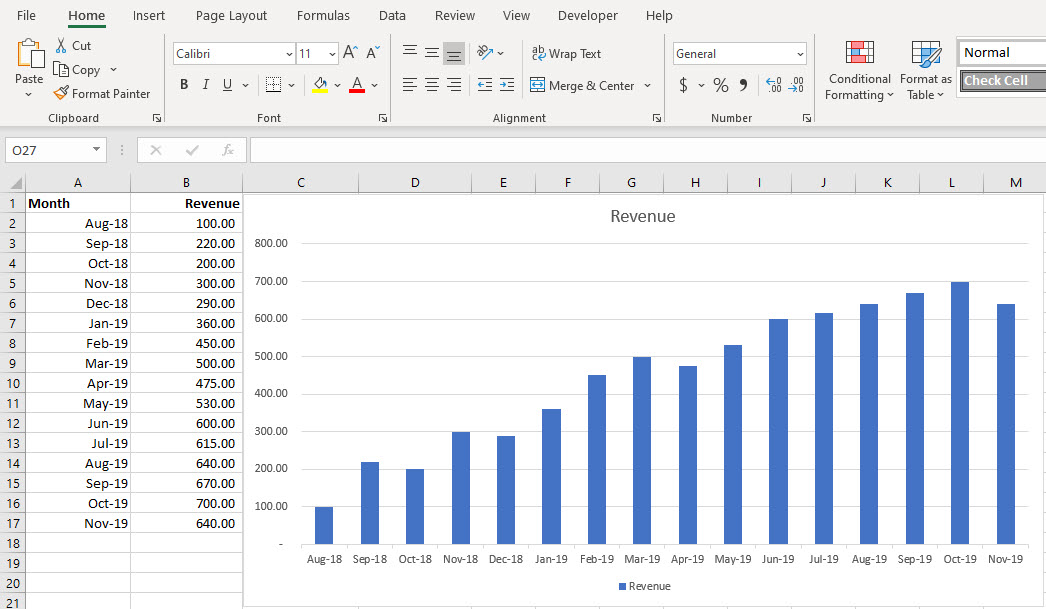 File Home Insert Page Layout Formulas Data Review View Developer Help
Paste
Cut
Copy
Format Painter
Clipboard
Calibri 11
B I U
Font
ab Wrap Text
Merge & Center
Alignment
General
$ % ,
Number
Conditional Formatting
Format as Table
Normal
Check Cell
O27 fx
A B C D E F G H I J K L M
1 Month Revenue
2 Aug-18 100.00
3 Sep-18 220.00
4 Oct-18 200.00
5 Nov-18 300.00
6 Dec-18 290.00
7 Jan-19 360.00
8 Feb-19 450.00
9 Mar-19 500.00
10 Apr-19 475.00
11 May-19 530.00
12 Jun-19 600.00
13 Jul-19 615.00
14 Aug-19 640.00
15 Sep-19 670.00
16 Oct-19 700.00
17 Nov-19 640.00
18
19
20
21
Revenue
800.00
700.00
600.00
500.00
400.00
300.00
200.00
100.00
-
Aug-18 Sep-18 Oct-18 Nov-18 Dec-18 Jan-19 Feb-19 Mar-19 Apr-19 May-19 Jun-19 Jul-19 Aug-19 Sep-19 Oct-19 Nov-19
Revenue